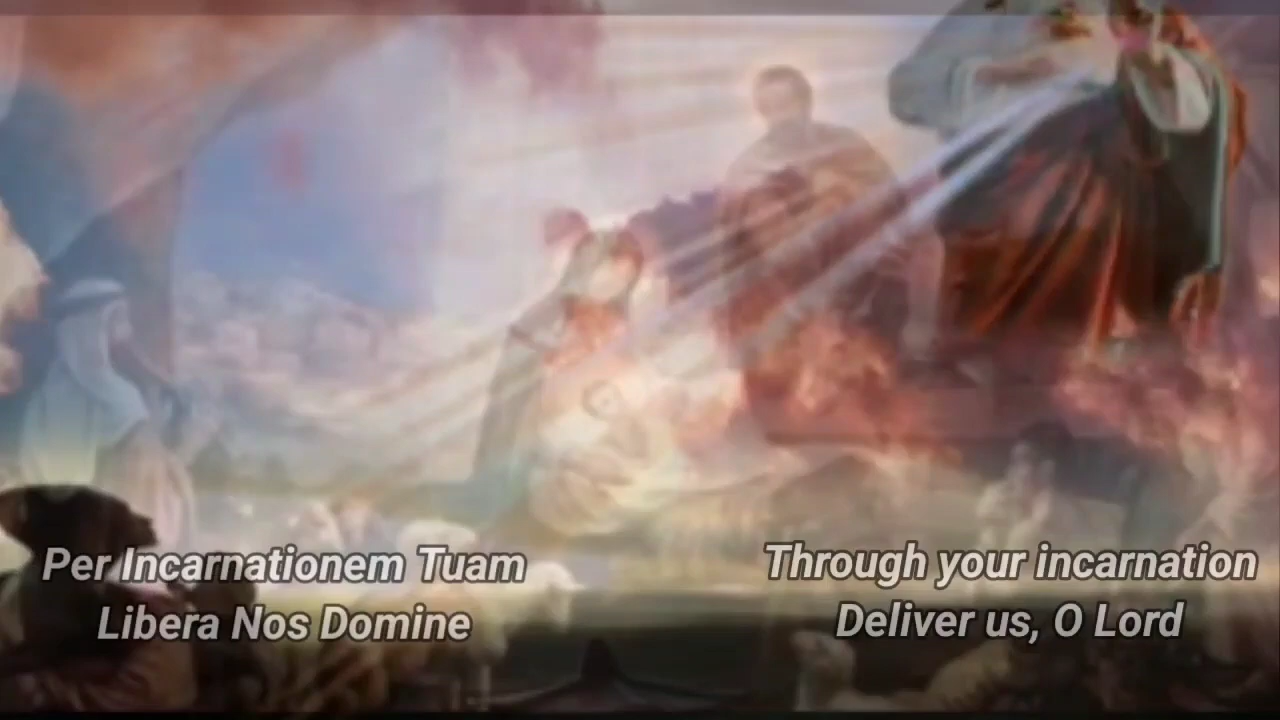 Per Incarnationem Tuam
Libera Nos Domine
Through your incarnation
Deliver us, O Lord